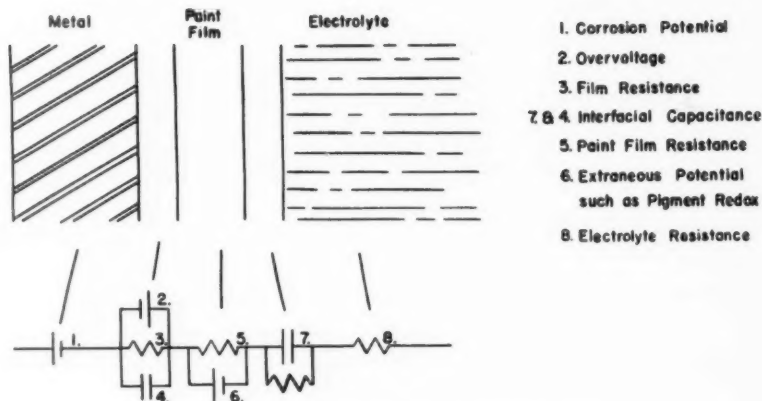 Metal
Paint
Film
Electrolyte
1. Corrosion Potential
2. Overvoltage
3. Film Resistance
7. & 4. Interfacial Capacitance
5. Paint Film Resistance
6. Extraneous Potential
such as Pigment Redox
8. Electrolyte Resistance
2.
1.
3.
5.
7.
8.
4.
6.